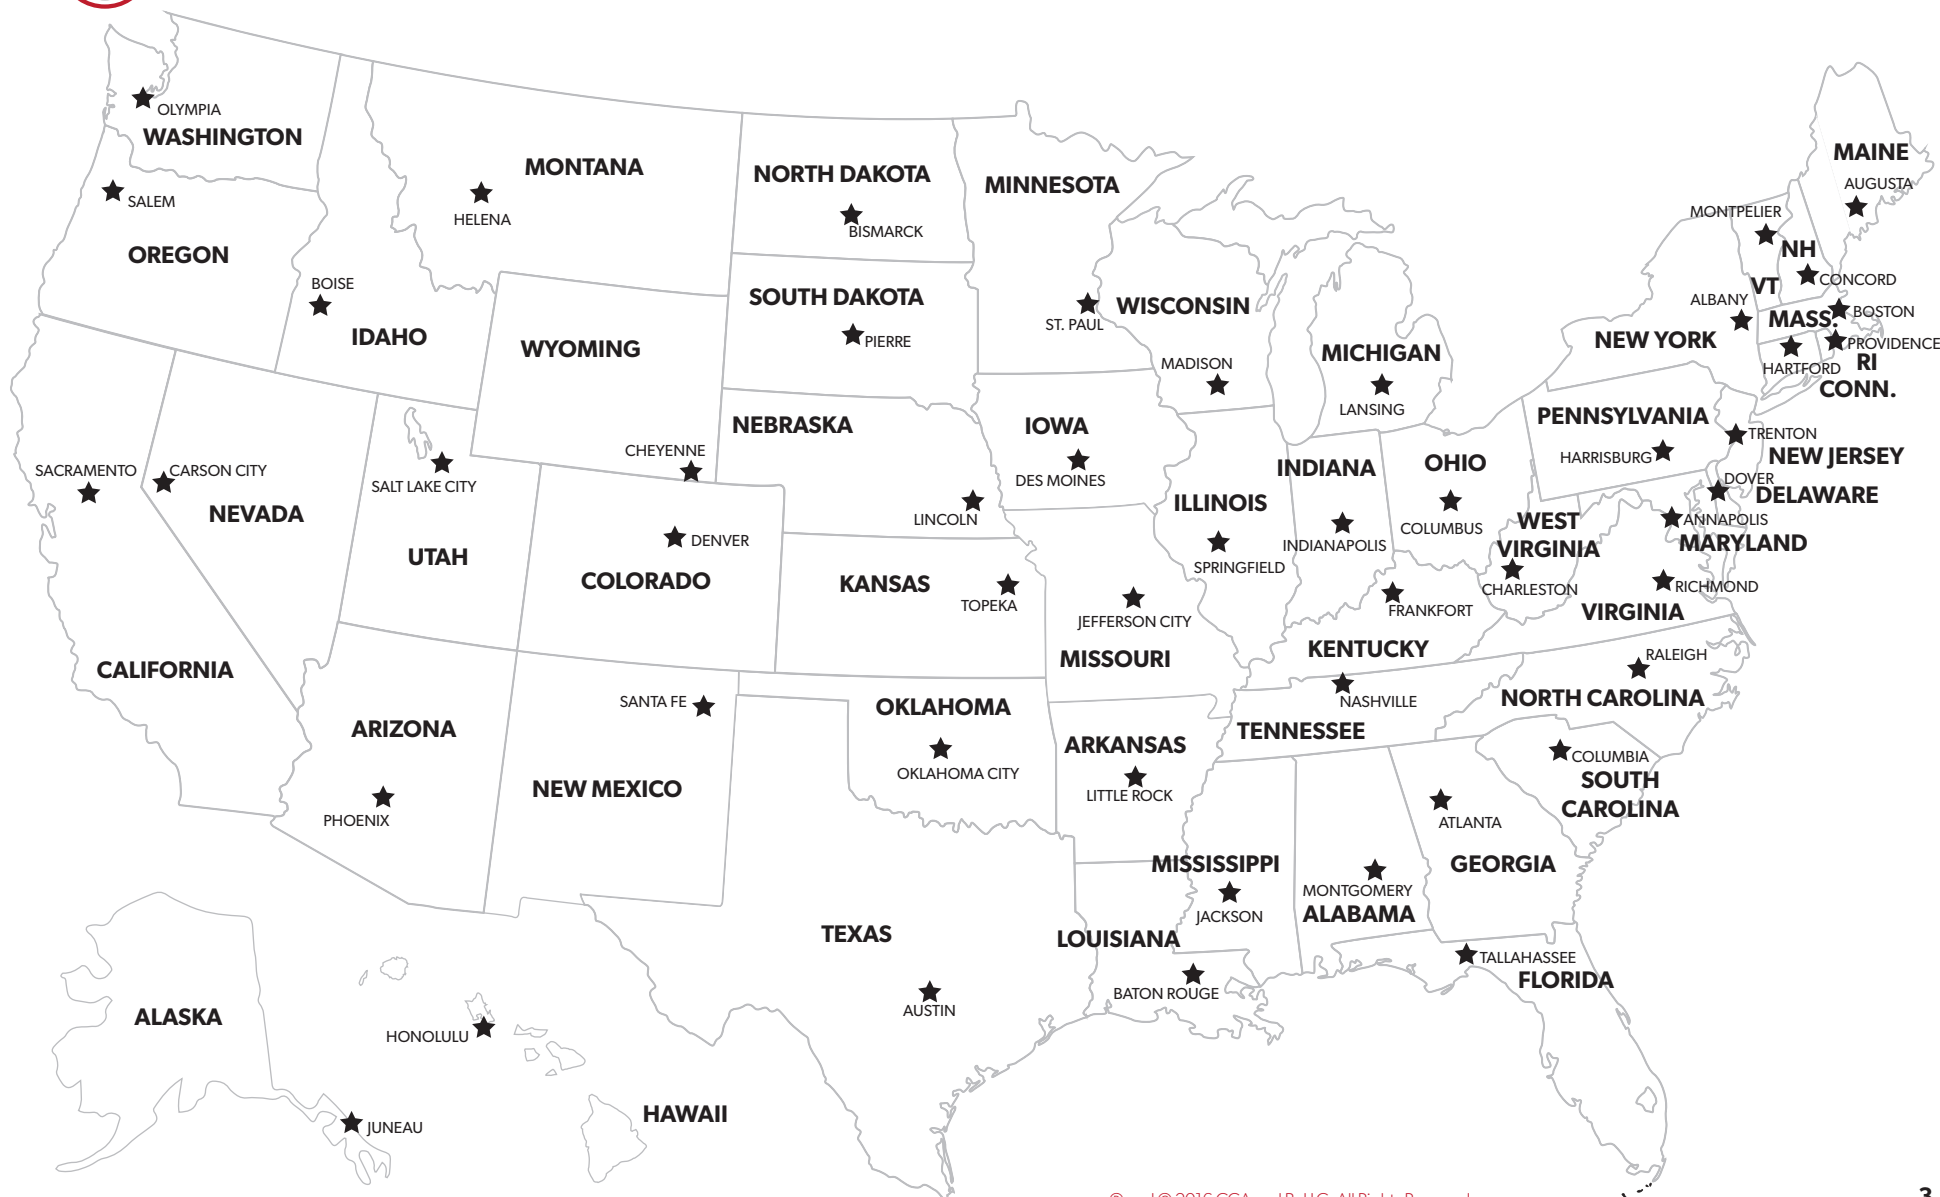 OLYMPIA
WASHINGTON
SALEM
OREGON
BOISE
IDAHO
HELENA
MONTANA
NORTH DAKOTA
BISMARCK
MINNESOTA
ST. PAUL
SOUTH DAKOTA
PIERRE
WYOMING
CHEYENNE
NEBRASKA
LINCOLN
WISCONSIN
MADISON
MICHIGAN
LANSING
IOWA
DES MOINES
ILLINOIS
SPRINGFIELD
INDIANA
INDIANAPOLIS
OHIO
COLUMBUS
MAINE
AUGUSTA
MONTPELIER
NH
VT
CONCORD
ALBANY
NEW YORK
MASS.
BOSTON
PROVIDENCE
RI
HARTFORD
CONN.
PENNSYLVANIA
HARRISBURG
TRENTON
NEW JERSEY
DOVER
DELAWARE
ANNAPOLIS
MARYLAND
WEST
VIRGINIA
CHARLESTON
RICHMOND
VIRGINIA
SACRAMENTO
CALIFORNIA
CARSON CITY
NEVADA
SALT LAKE CITY
UTAH
DENVER
COLORADO
KANSAS
TOPEKA
JEFFERSON CITY
MISSOURI
FRANKFORT
KENTUCKY
NASHVILLE
TENNESSEE
RALEIGH
NORTH CAROLINA
COLUMBIA
SOUTH
CAROLINA
ARIZONA
PHOENIX
SANTA FE
NEW MEXICO
OKLAHOMA
OKLAHOMA CITY
ARKANSAS
LITTLE ROCK
MISSISSIPPI
JACKSON
MONTGOMERY
ALABAMA
ATLANTA
GEORGIA
TEXAS
AUSTIN
LOUISIANA
BATON ROUGE
TALLAHASSEE
FLORIDA
ALASKA
JUNEAU
HONOLULU
HAWAII